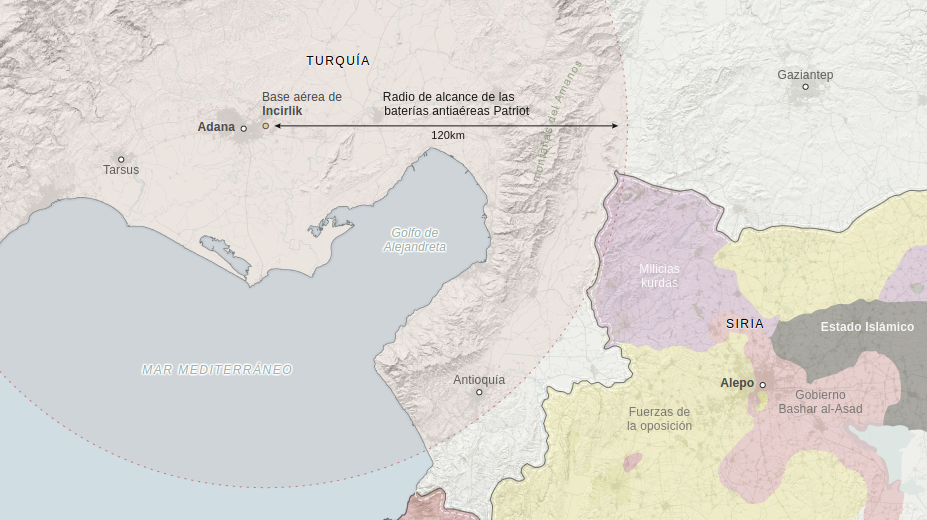 TURQUÍA
Gaziantep
Base aérea de
Incirlik
Radio de alcance de las
baterías antiaéreas Patriot
Adana
120km
montañas del Amanos
Tarsus
Golfo de
Alejandreta
Milicias
kurdas
SIRIA
Estado Islámico
MAR MEDITERRÁNEO
Antioquía
Alepo
Gobierno
Bashar al-Asad
Fuerzas de
la oposición